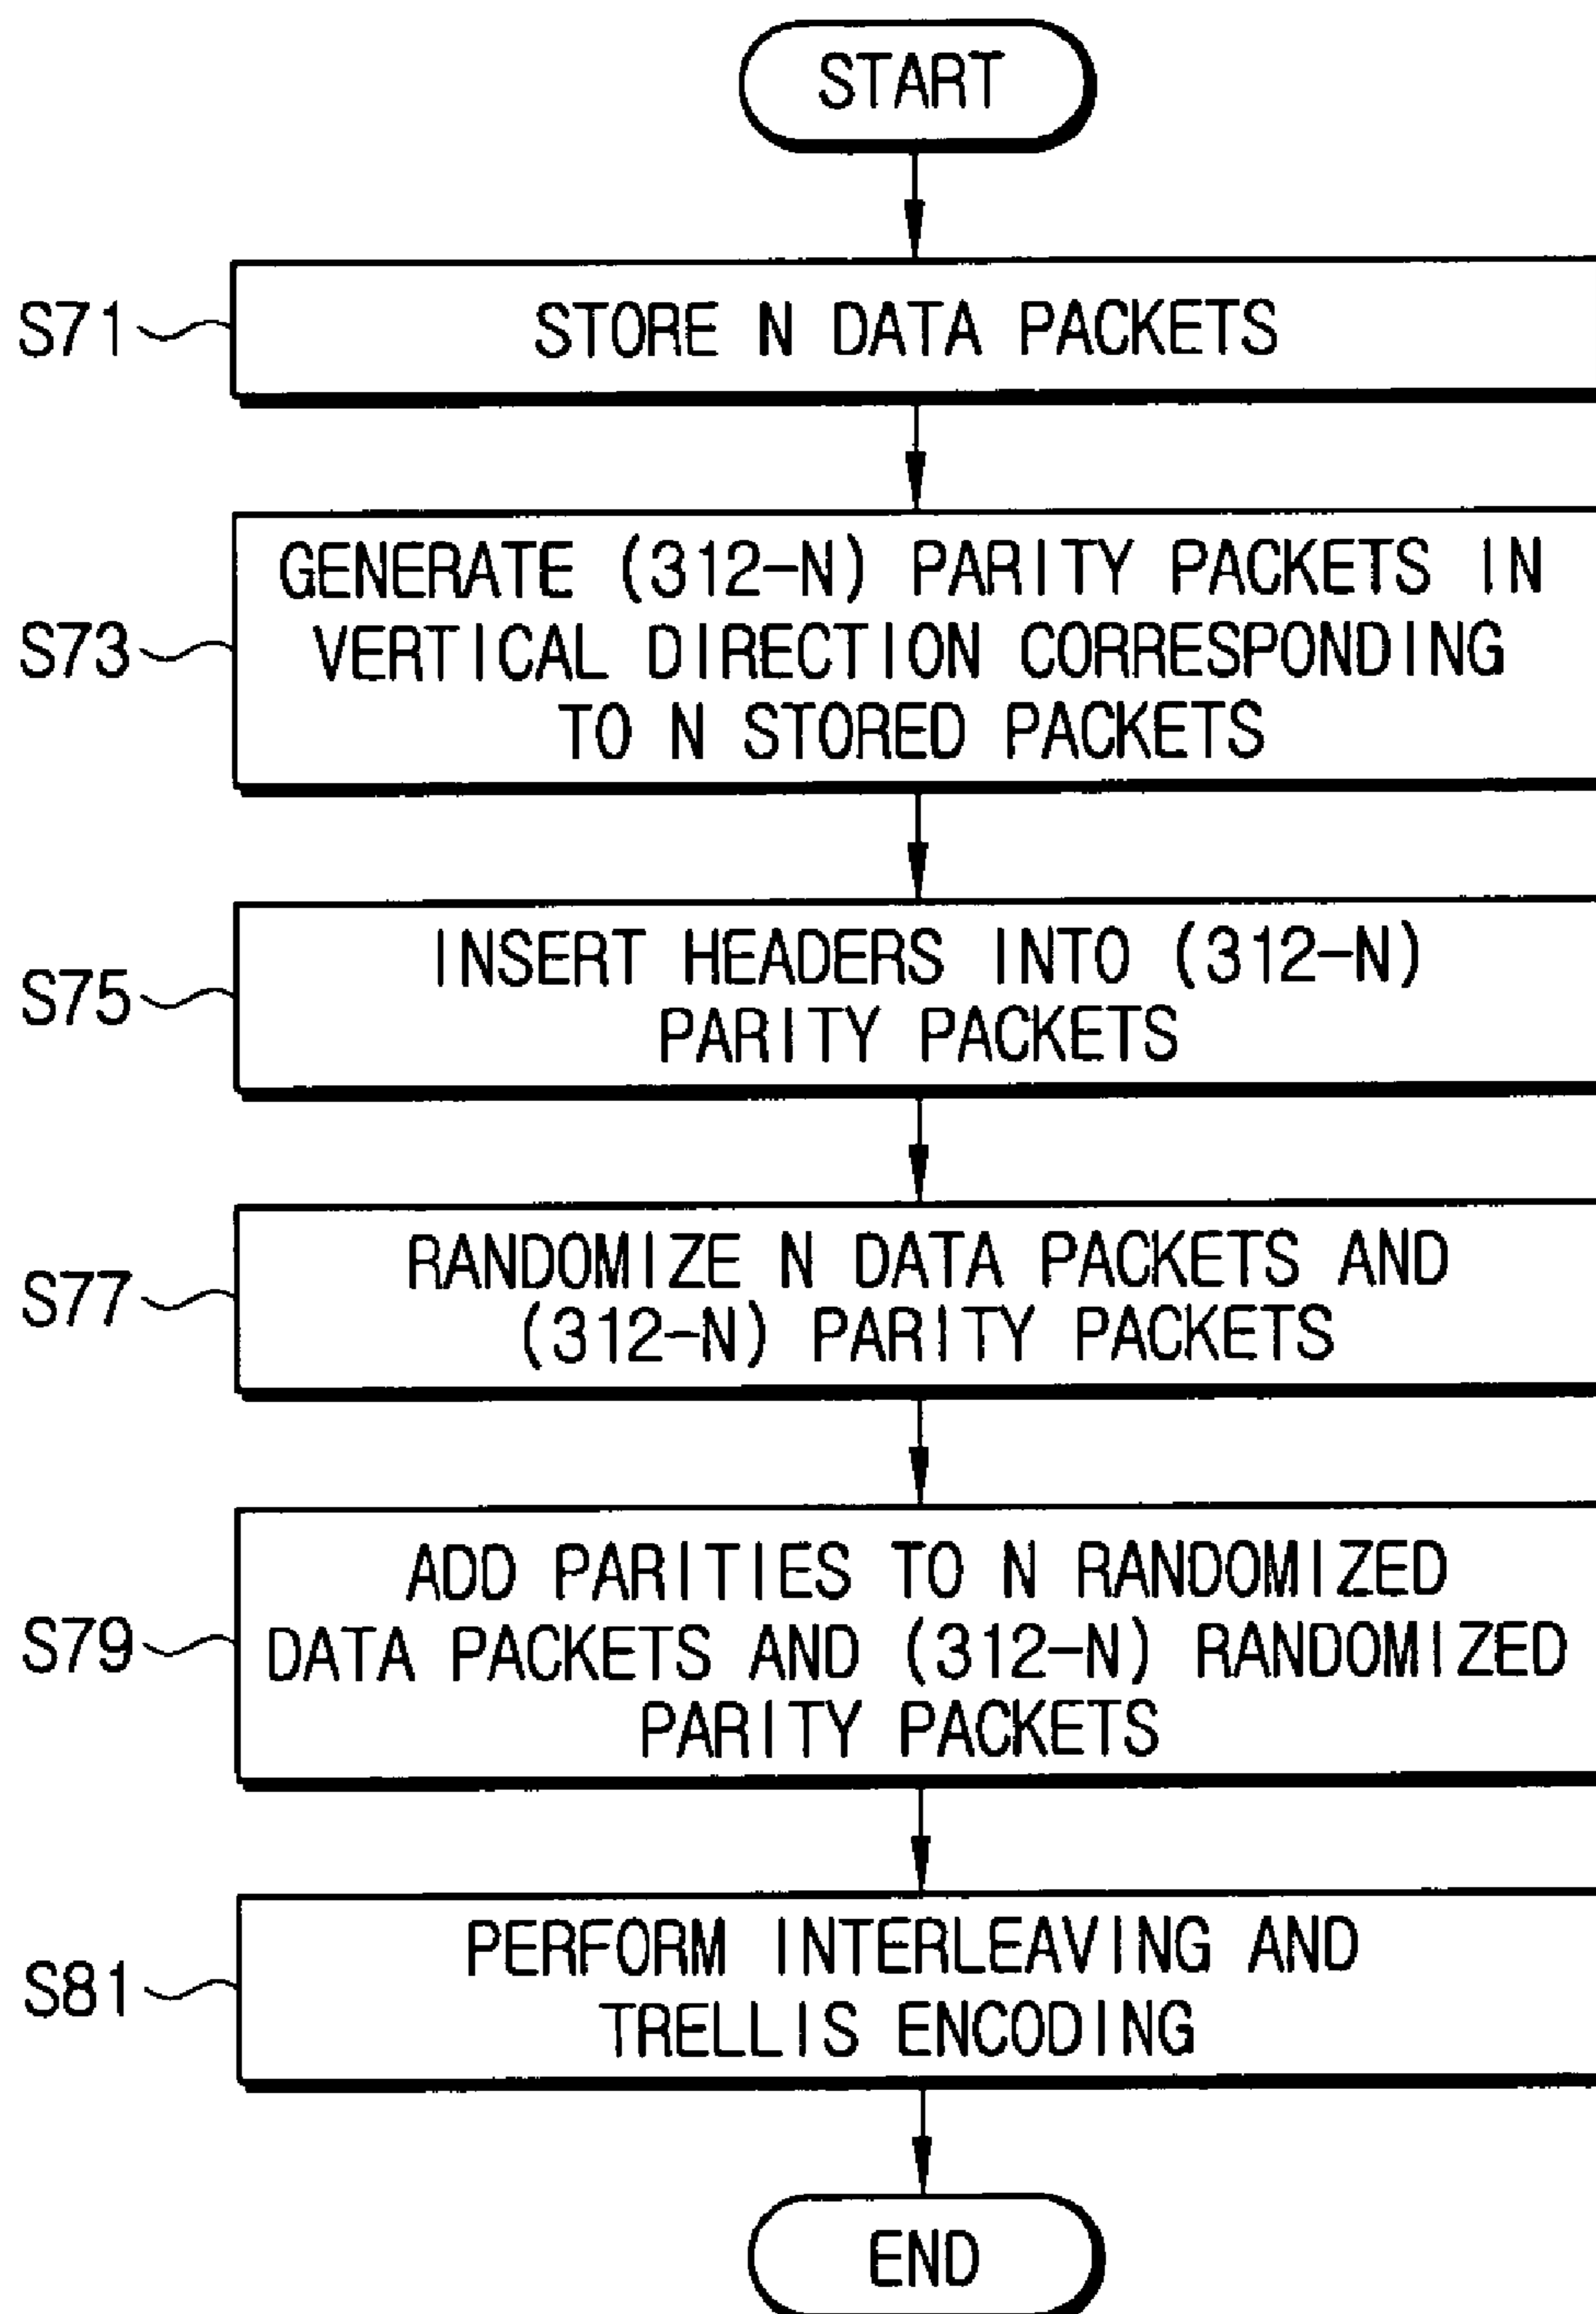 START
S71
STORE N DATA PACKETS
S73
GENERATE (312-N) PARITY PACKETS IN
VERTICAL DIRECTION CORRESPONDING
TO N STORED PACKETS
S75
INSERT HEADERS INTO (312-N)
PARITY PACKETS
S77
RANDOMIZE N DATA PACKETS AND
(312-N) PARITY PACKETS
S79
ADD PARITIES TO N RANDOMIZED
DATA PACKETS AND (312-N) RANDOMIZED
PARITY PACKETS
S81
PERFORM INTERLEAVING AND
TRELLIS ENCODING
END